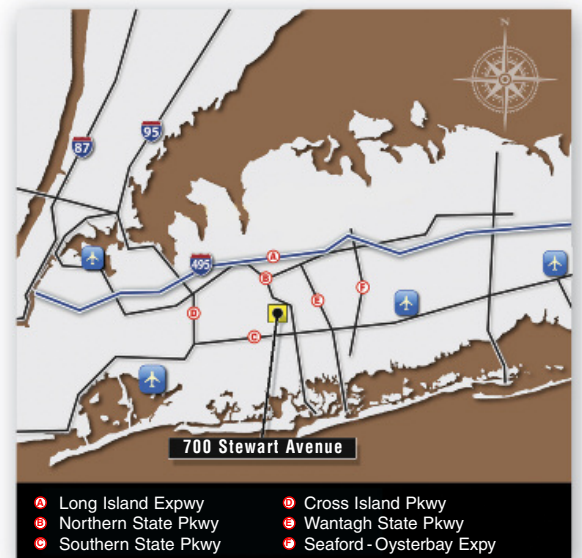 N
95
87
495
A
B
E
F
D
C
700 Stewart Avenue
A Long Island Expwy
B Northern State Pkwy
C Southern State Pkwy
D Cross Island Pkwy
E Wantagh State Pkwy
F Seaford-Oysterbay Expy